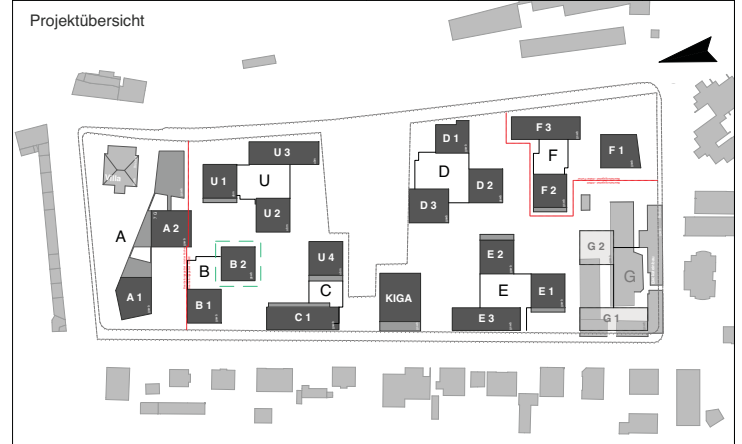 Projektübersicht
D 1
F 3
U 3
F 1
F
Villa
U 1
U
D
D 2
F 2
D 3
U 2
A
A 2
G 2
U 4
E 2
B
B 2
G
A 1
C
E
E 1
B 1
KIGA
C 1
E 3
G 1